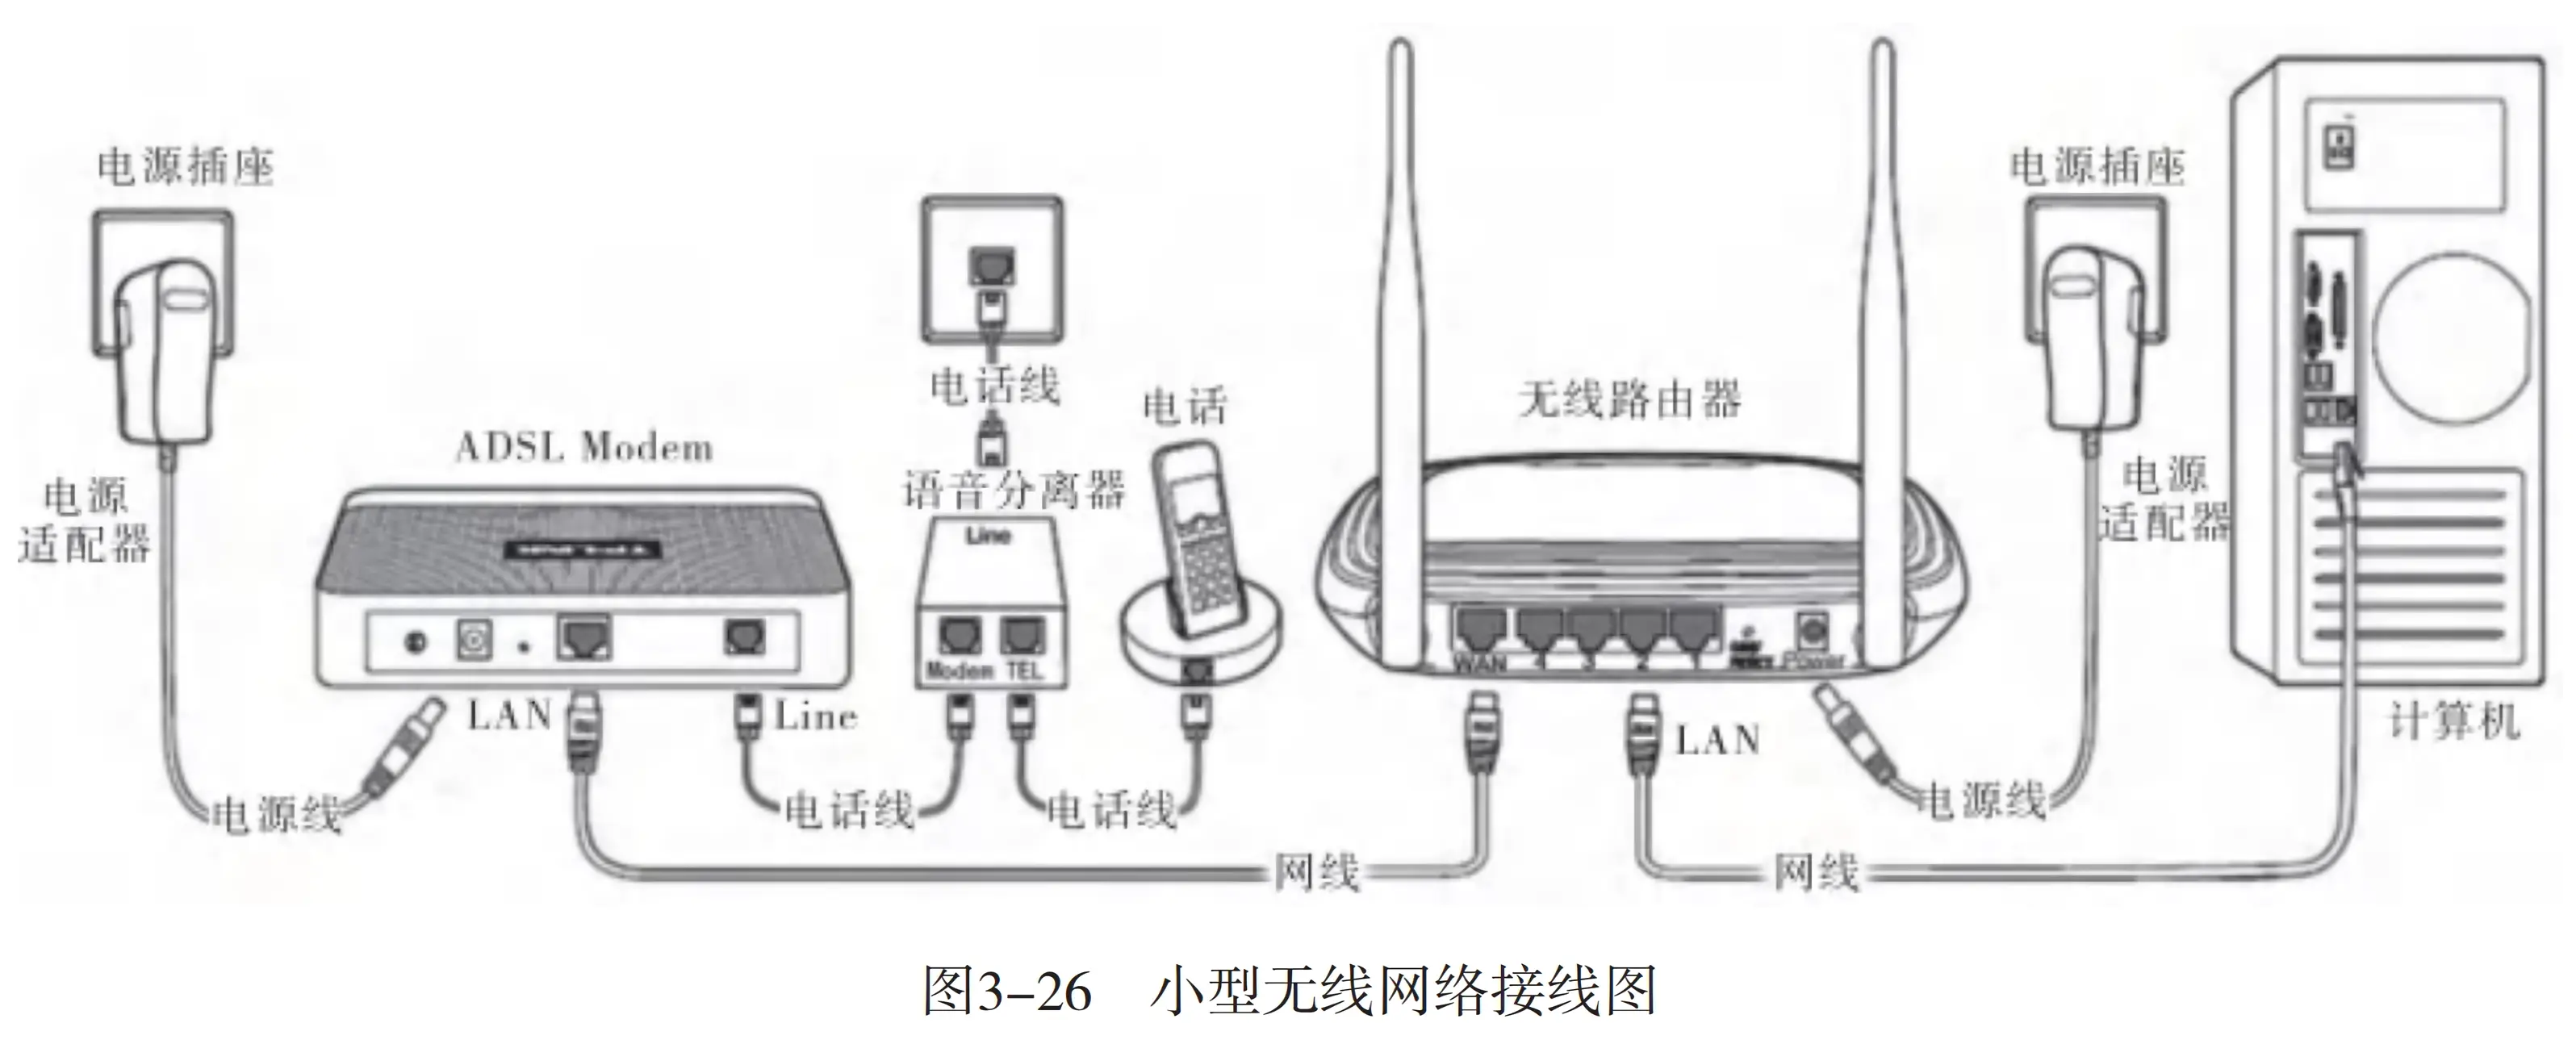 电源插座
电源
适配器
电源线
ADSL Modem
LAN
Line
电话线
语音分离器
Line
Modem TEL
电话
电话线
电话线
无线路由器
WAN 4 3 2 1
Power
LAN
网线
网线
电源插座
电源
适配器
电源线
计算机
图3-26 小型无线网络接线图